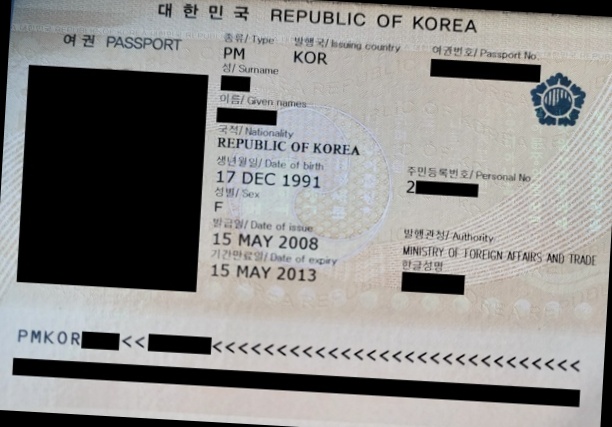 대한민국 REPUBLIC OF KOREA
여권 PASSPORT
종류/ Type 발행국/ Issuing country 여권번호/ Passport No.
PM KOR
성/ Surname
이름/ Given names
국적/ Nationality
REPUBLIC OF KOREA
생년월일/ Date of birth 주민등록번호/ Personal No.
17 DEC 1991 2
성별/ Sex
F
발급일/ Date of issue 발행관청/ Authority
15 MAY 2008 MINISTRY OF FOREIGN AFFAIRS AND TRADE
기간만료일/ Date of expiry 한글성명
15 MAY 2013
PMKOR << <<<<<<<<<<<<<<<<<<<<<<<<<<<<<